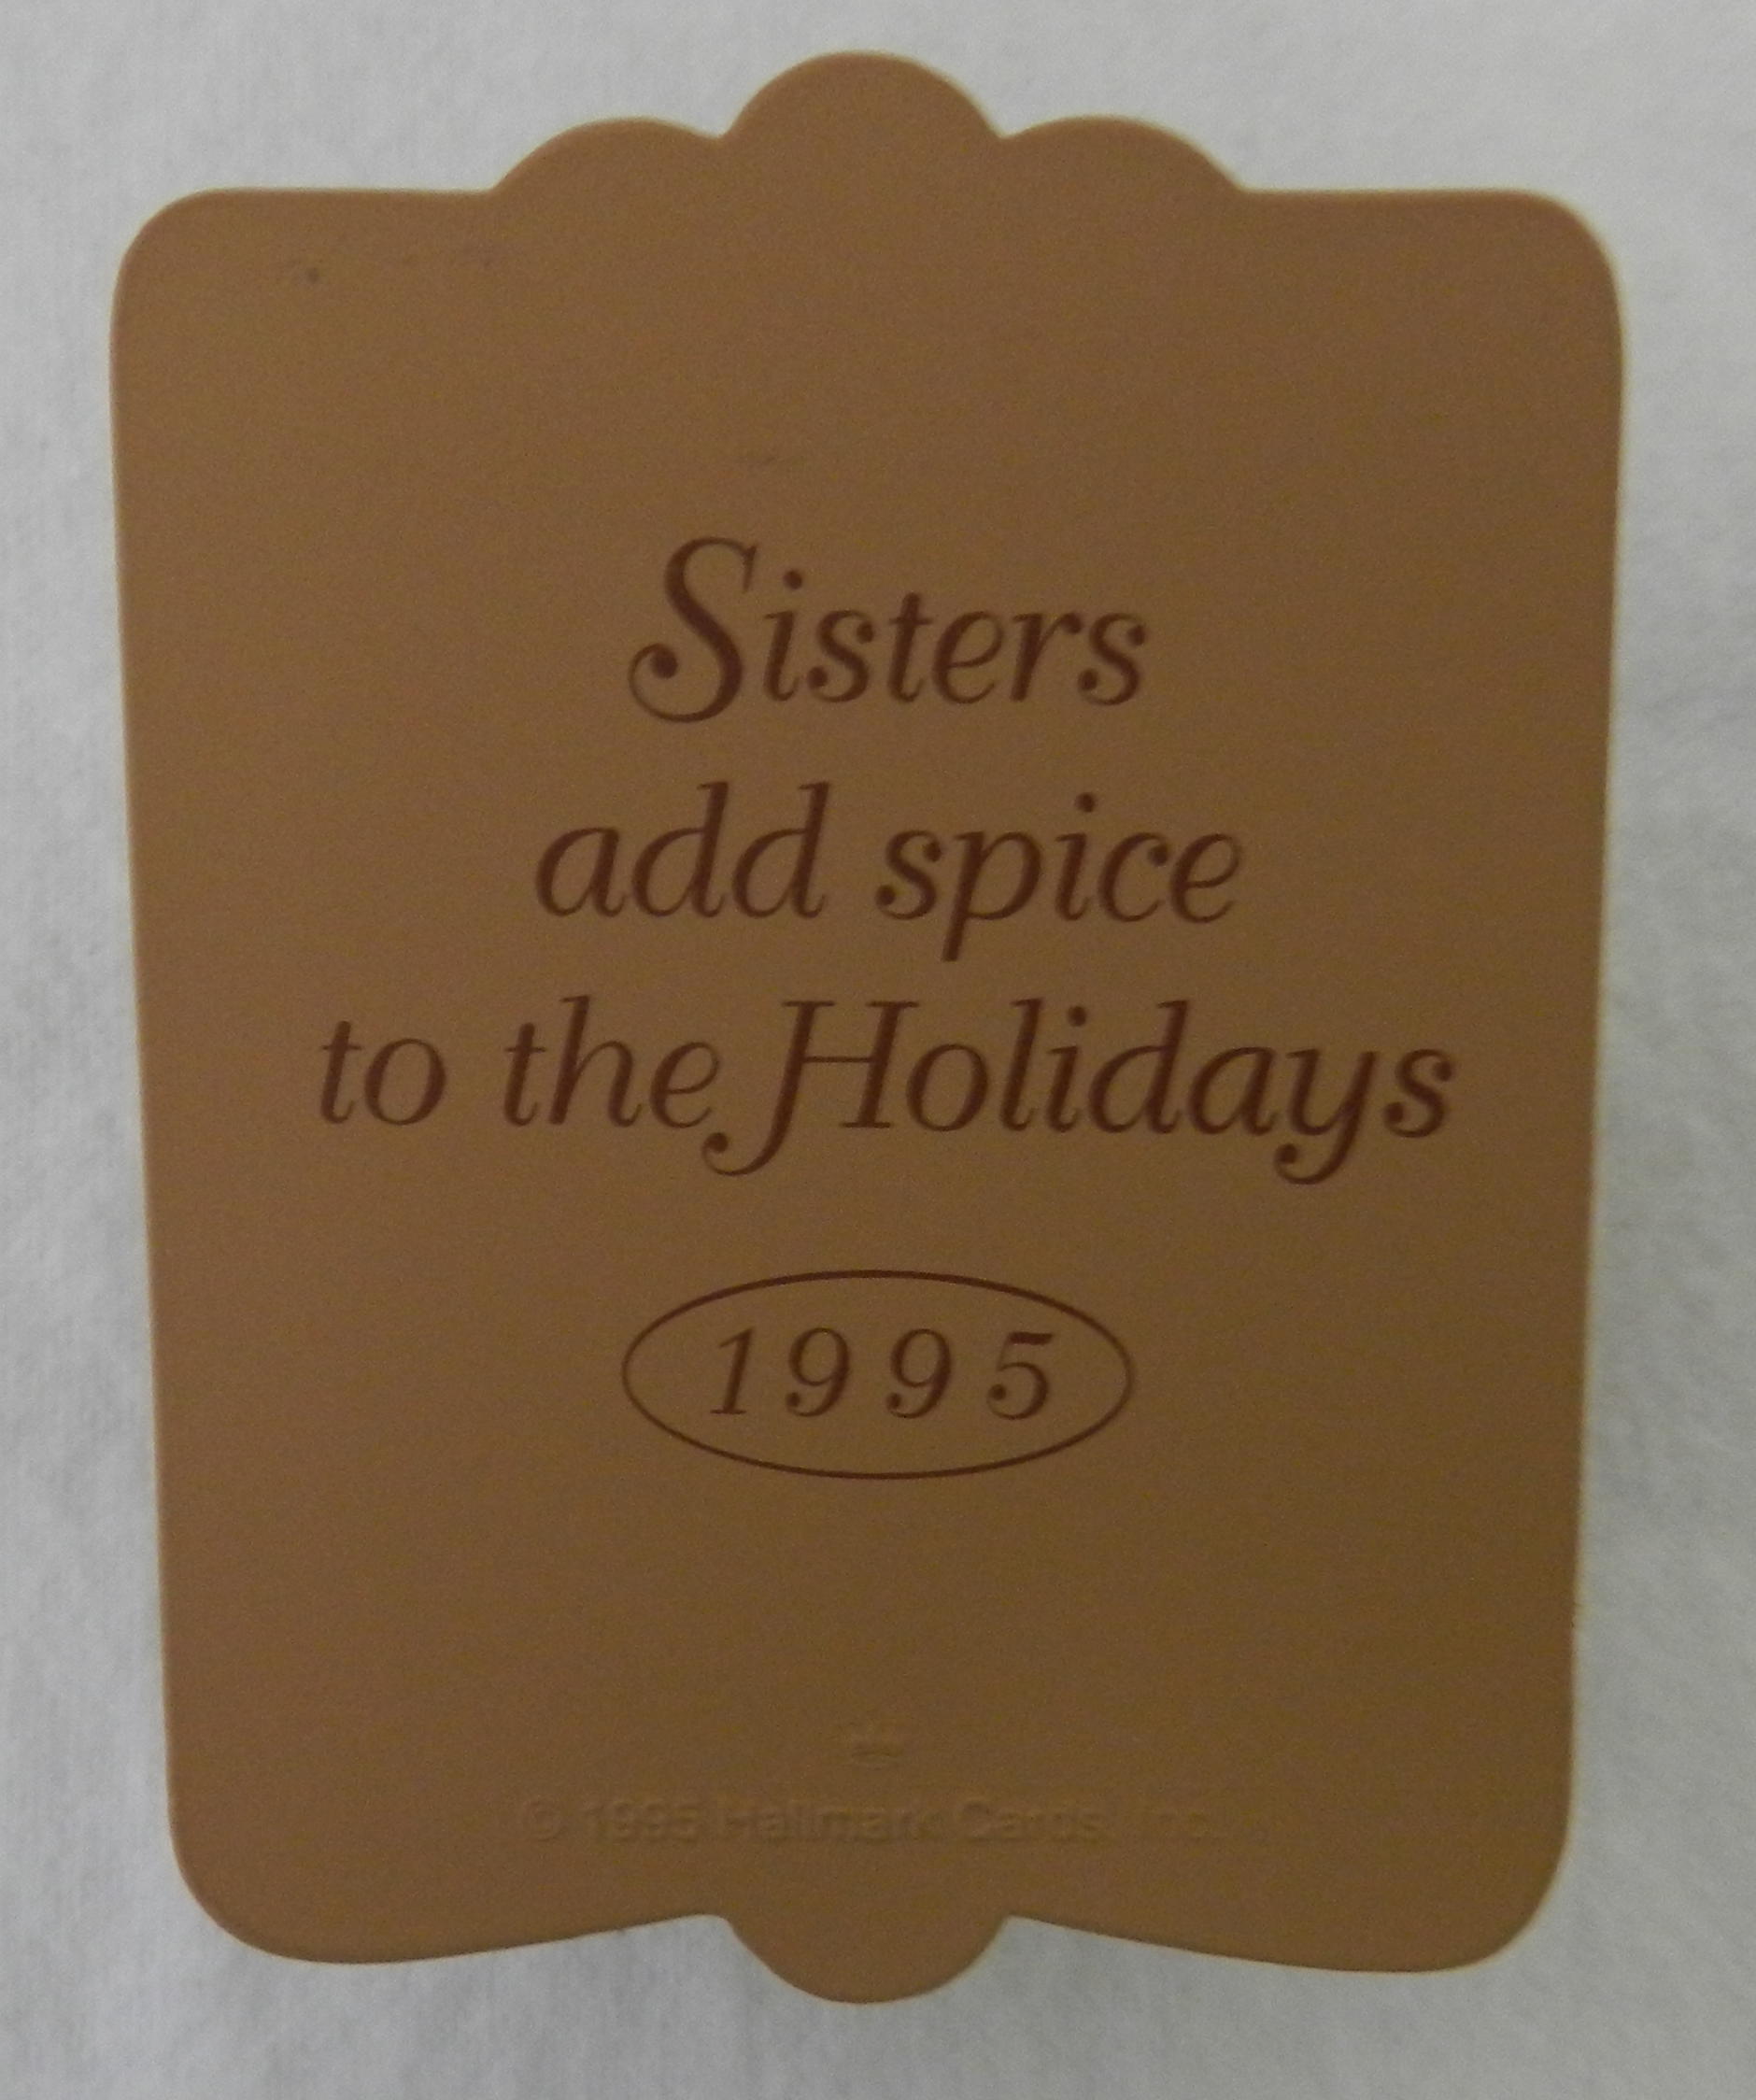 Sisters
add spice
to the Holidays
1995
© 1995 Hallmark Cards, Inc.